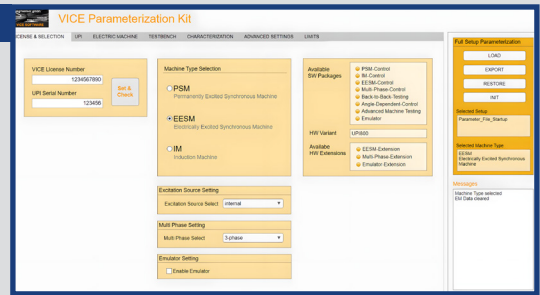 VICE SOFTWARE
VICE Parameterization Kit
CENSE & SELECTION UPI ELECTRIC MACHINE TESTBENCH CHARACTERIZATION ADVANCED SETTINGS LIMITS
VICE License Number
1234567890
UPI Serial Number
123456
Set &
Check
Machine Type Selection
PSM
Permanently Excited Synchronous Machine
EESM
Electrically Excited Synchronous Machine
IM
Induction Machine
Excitation Source Setting
Excitation Source Select internal
Multi Phase Setting
Multi Phase Select 3-phase
Emulator Setting
Enable Emulator
Available
SW Packages
PSM-Control
IM-Control
EESM-Control
Multi-Phase-Control
Back-to-Back-Testing
Angle-Dependent-Control
Advanced Machine Testing
Emulator
HW Variant UPI800
Availabe
HW Extensions
EESM-Extension
Multi-Phase-Extension
Emulator-Extension
Full Setup Parameterization
LOAD
EXPORT
RESTORE
INIT
Selected Setup
Parameter_File_Startup
Selected Machine Type
EESM
Electrically Excited Synchronous
Machine
Messages
Machine Type selected
EM Data cleared